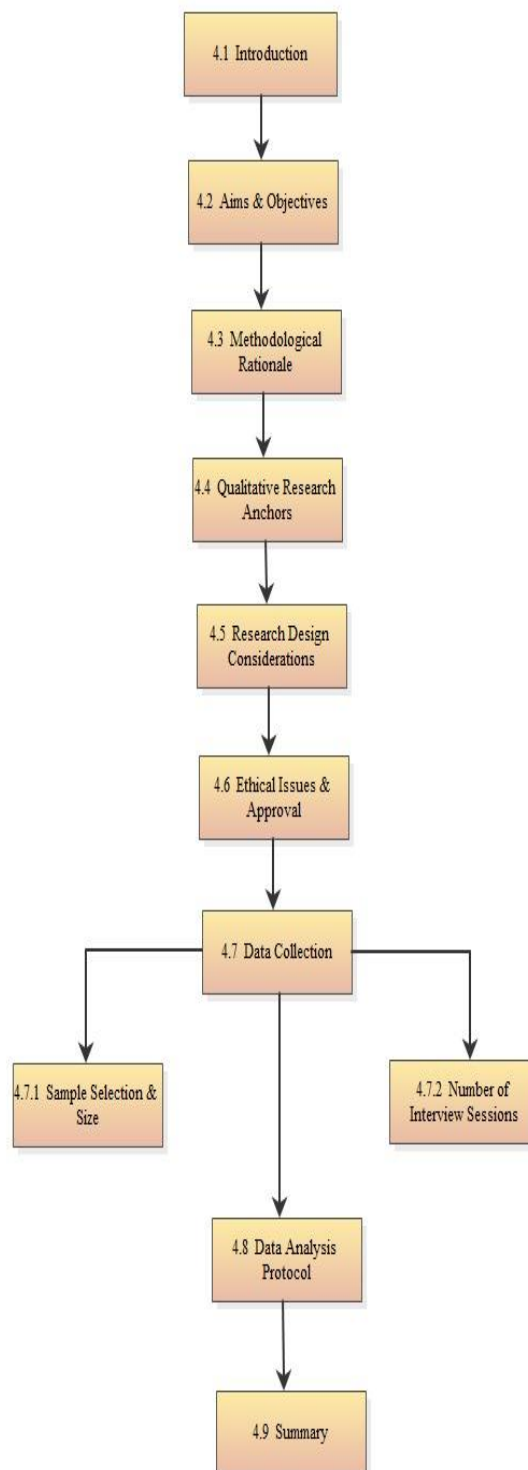 4.1 Introduction
4.2 Aims & Objectives
4.3 Methodological
Rationale
4.4 Qualitative Research
Anchors
4.5 Research Design
Considerations
4.6 Ethical Issues &
Approval
4.7 Data Collection
4.7.1 Sample Selection &
Size
4.7.2 Number of
Interview Sessions
4.8 Data Analysis
Protocol
4.9 Summary